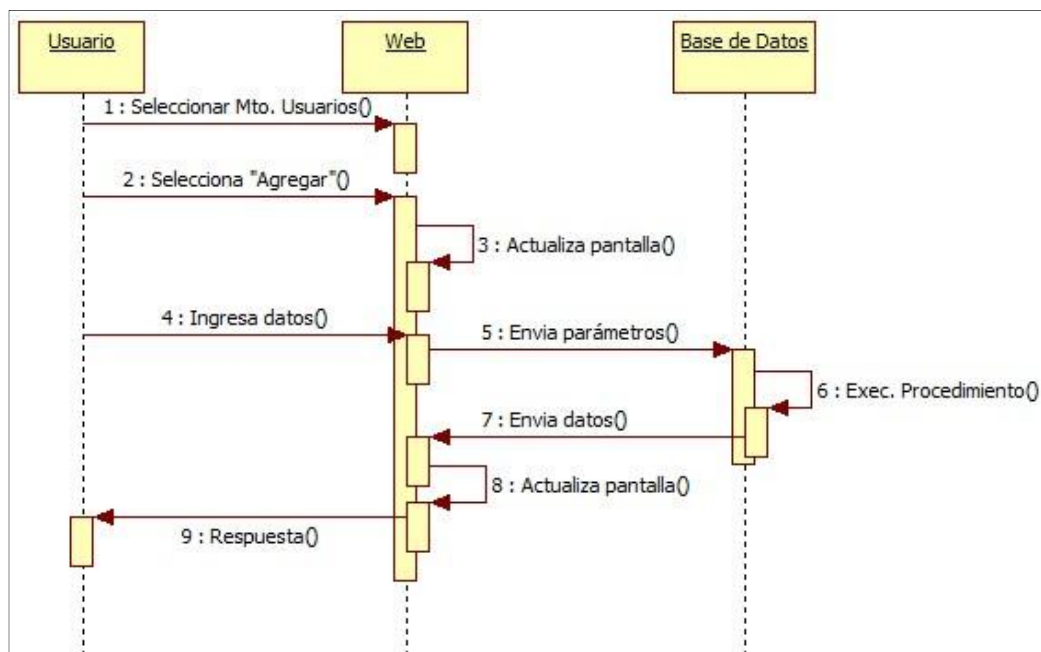 Usuario
Web
Base de Datos
1 : Seleccionar Mto. Usuarios()
2 : Selecciona "Agregar"()
3 : Actualiza pantalla()
4 : Ingresa datos()
5 : Envia parámetros()
6 : Exec. Procedimiento()
7 : Envia datos()
8 : Actualiza pantalla()
9 : Respuesta()